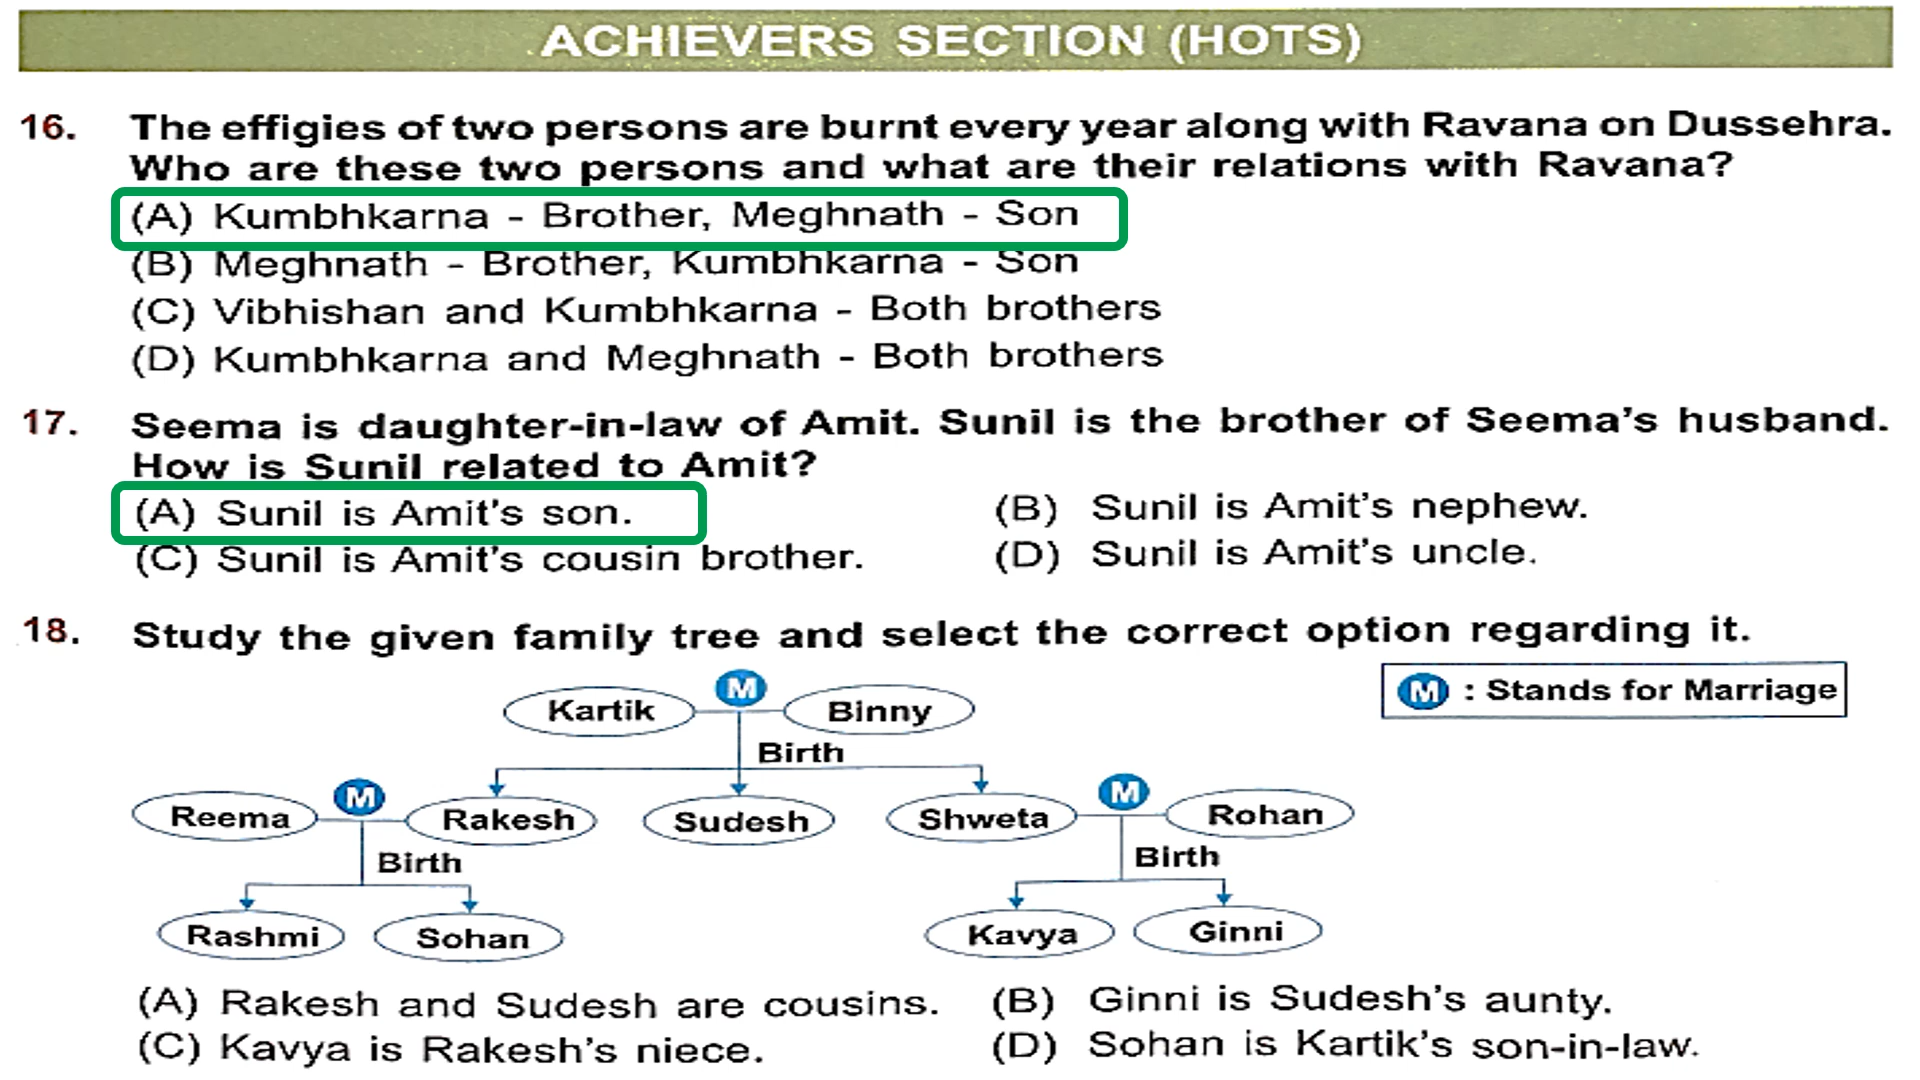 ACHIEVERS SECTION (HOTS)
16. The effigies of two persons are burnt every year along with Ravana on Dussehra.
Who are these two persons and what are their relations with Ravana?
(A) Kumbhkarna - Brother, Meghnath - Son
(B) Meghnath - Brother, Kumbhkarna - Son
(C) Vibhishan and Kumbhkarna - Both brothers
(D) Kumbhkarna and Meghnath - Both brothers
17. Seema is daughter-in-law of Amit. Sunil is the brother of Seema's husband.
How is Sunil related to Amit?
(A) Sunil is Amit's son. (B) Sunil is Amit's nephew.
(C) Sunil is Amit's cousin brother. (D) Sunil is Amit's uncle.
18. Study the given family tree and select the correct option regarding it.
M : Stands for Marriage
Kartik M Binny
Birth
Reema M Rakesh Sudesh Shweta M Rohan
Birth Birth
Rashmi Sohan Kavya Ginni
(A) Rakesh and Sudesh are cousins. (B) Ginni is Sudesh's aunty.
(C) Kavya is Rakesh's niece. (D) Sohan is Kartik's son-in-law.